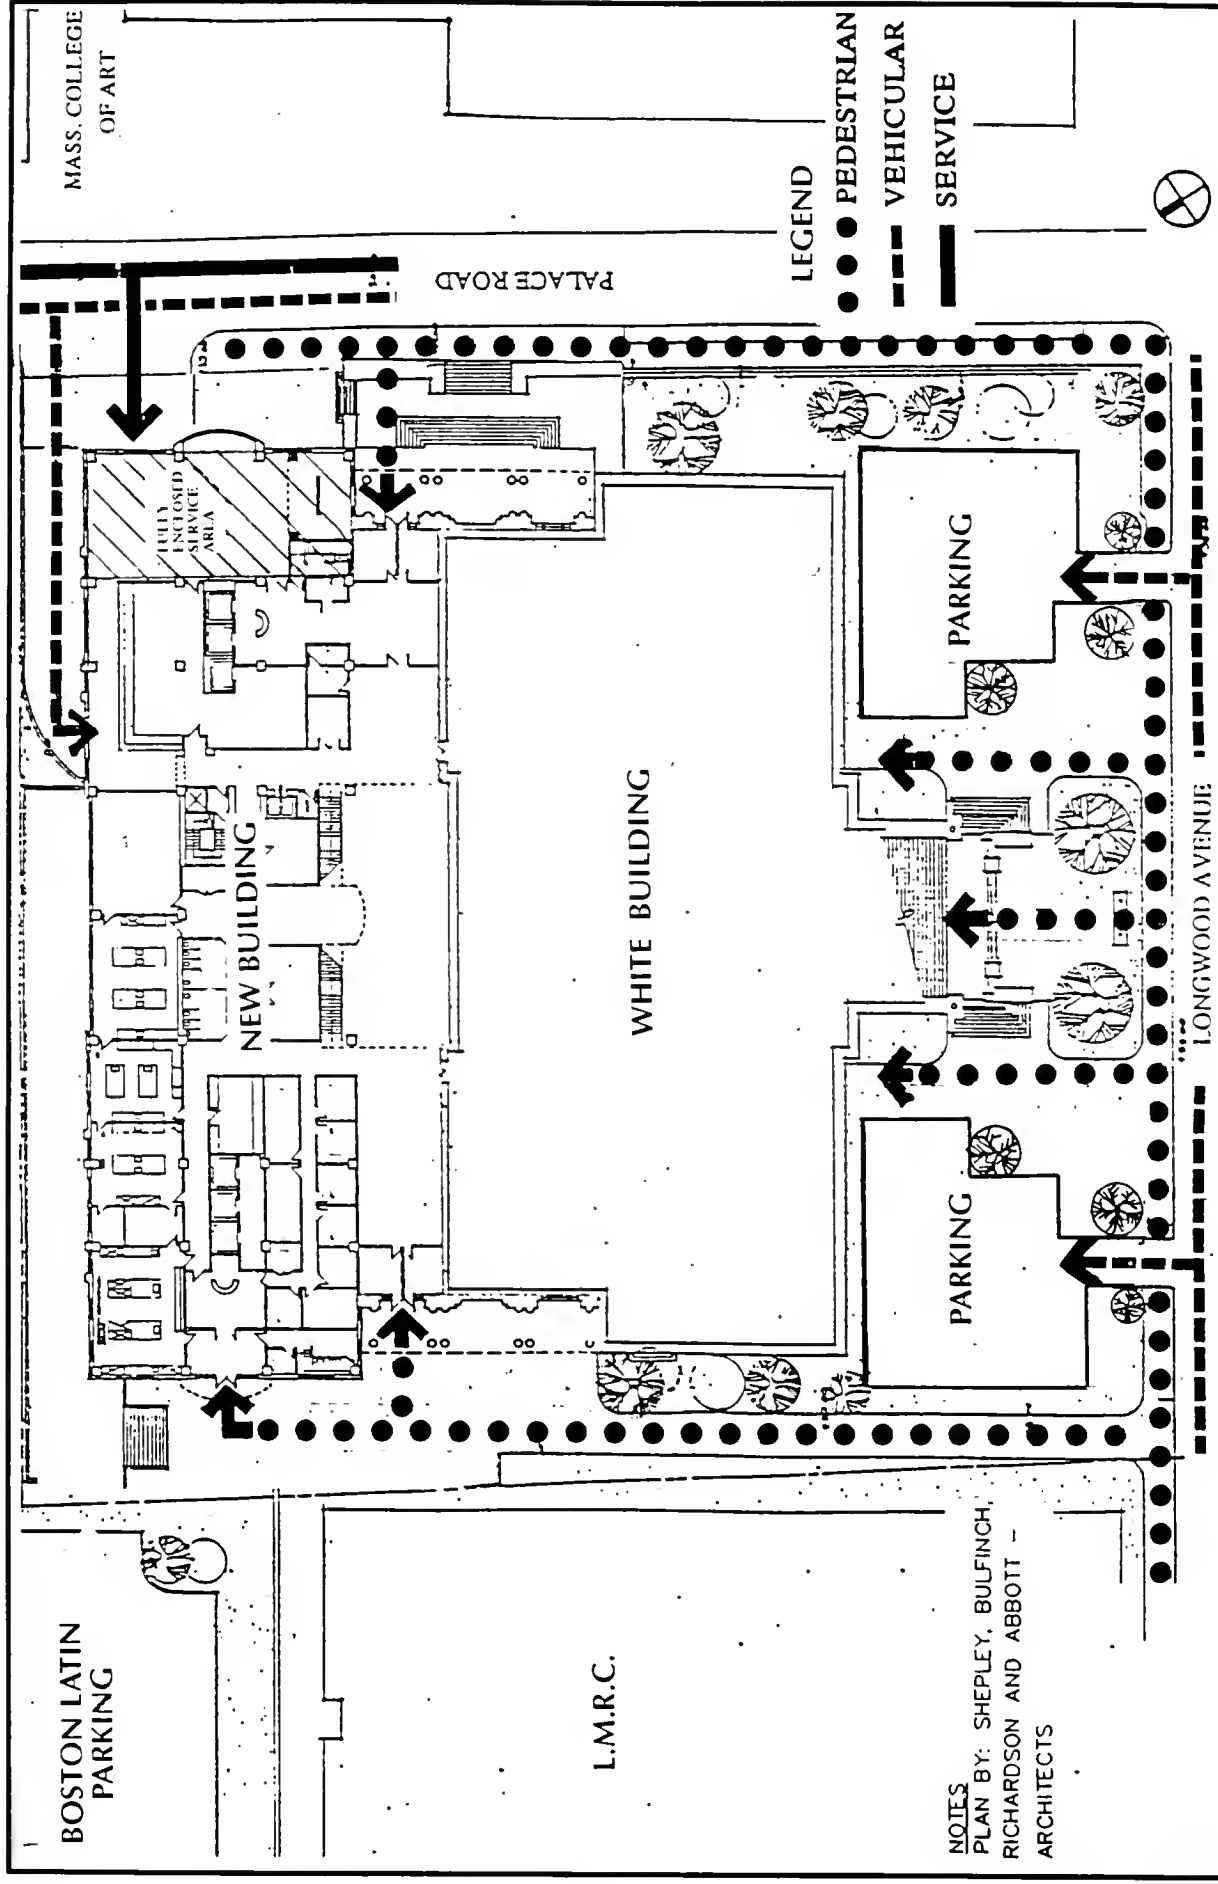 BOSTON LATIN
PARKING
MASS. COLLEGE
OF ART
FULLY
ENCLOSED
SERVICE
AREA
NEW BUILDING
PALACE ROAD
L.M.R.C.
WHITE BUILDING
LEGEND
PEDESTRIAN
VEHICULAR
SERVICE
PARKING
PARKING
NOTES
PLAN BY: SHEPLEY, BULFINCH,
RICHARDSON AND ABBOTT –
ARCHITECTS
LONGWOOD AVENUE